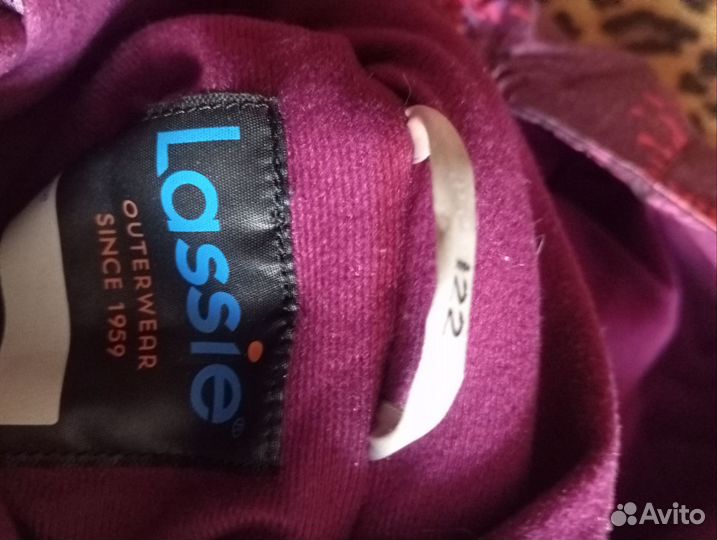 Lassie®
OUTERWEAR
SINCE 1959
122
Avito